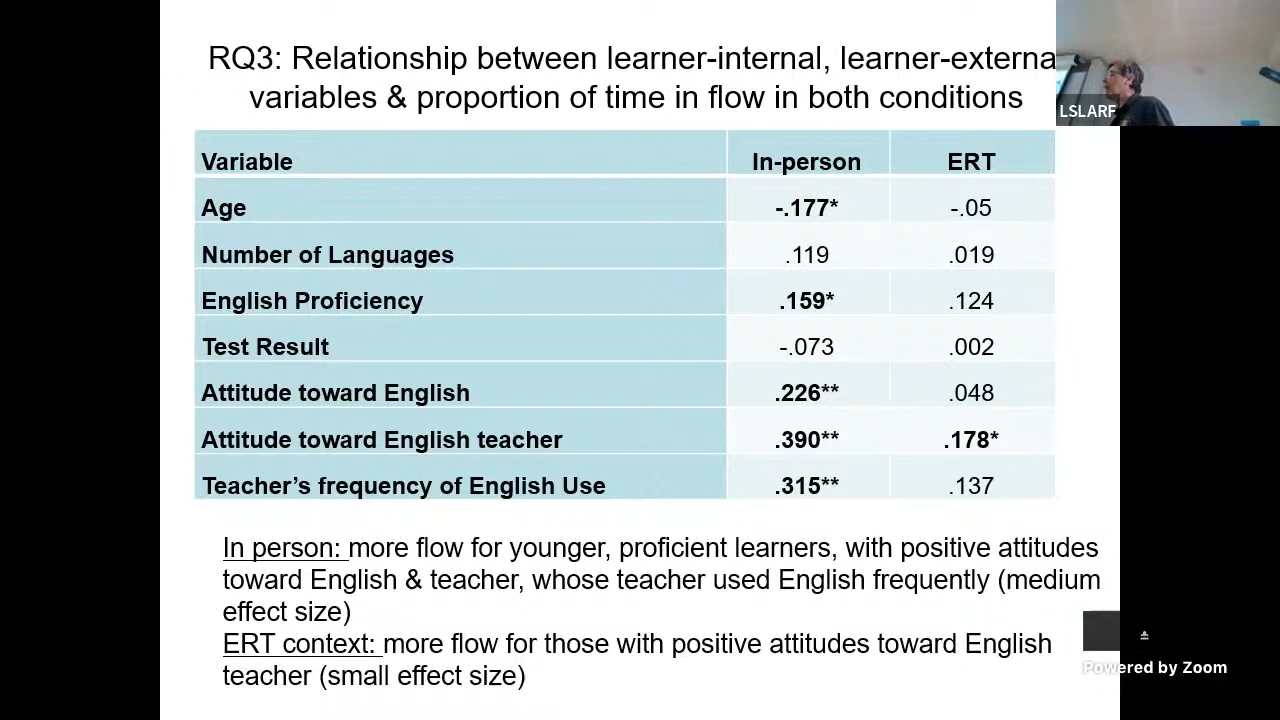 RQ3: Relationship between learner-internal, learner-externa
variables & proportion of time in flow in both conditions
LSLARF
Variable In-person ERT
Age -.177* -.05
Number of Languages .119 .019
English Proficiency .159* .124
Test Result -.073 .002
Attitude toward English .226** .048
Attitude toward English teacher .390** .178*
Teacher’s frequency of English Use .315** .137
In person: more flow for younger, proficient learners, with positive attitudes
toward English & teacher, whose teacher used English frequently (medium
effect size)
ERT context: more flow for those with positive attitudes toward English
teacher (small effect size)
Powered by Zoom